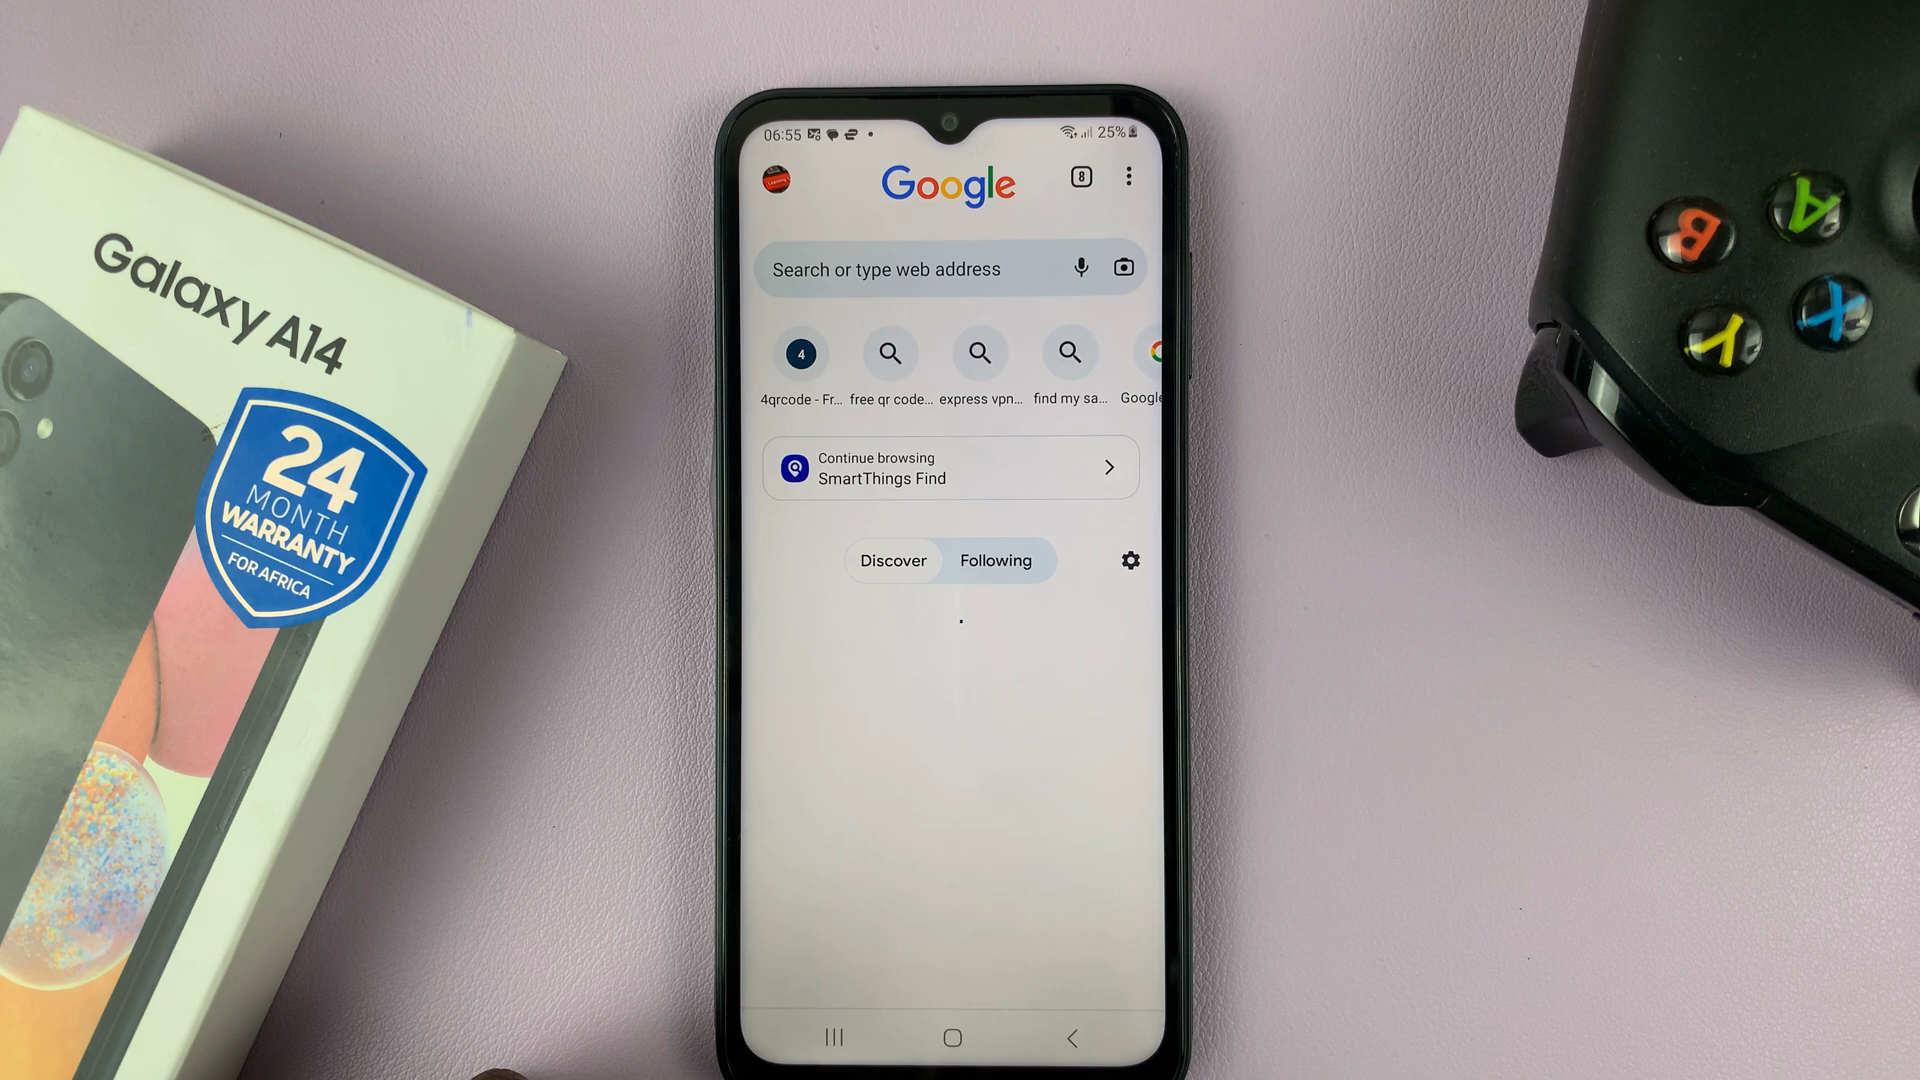 Galaxy A14
24
MONTH
WARRANTY
FOR AFRICA
06:55
25%
Google
8
Search or type web address
4
4qrcode - Fr...
free qr code...
express vpn...
find my sa...
Google
Continue browsing
SmartThings Find
Discover
Following
B
A
Y
X